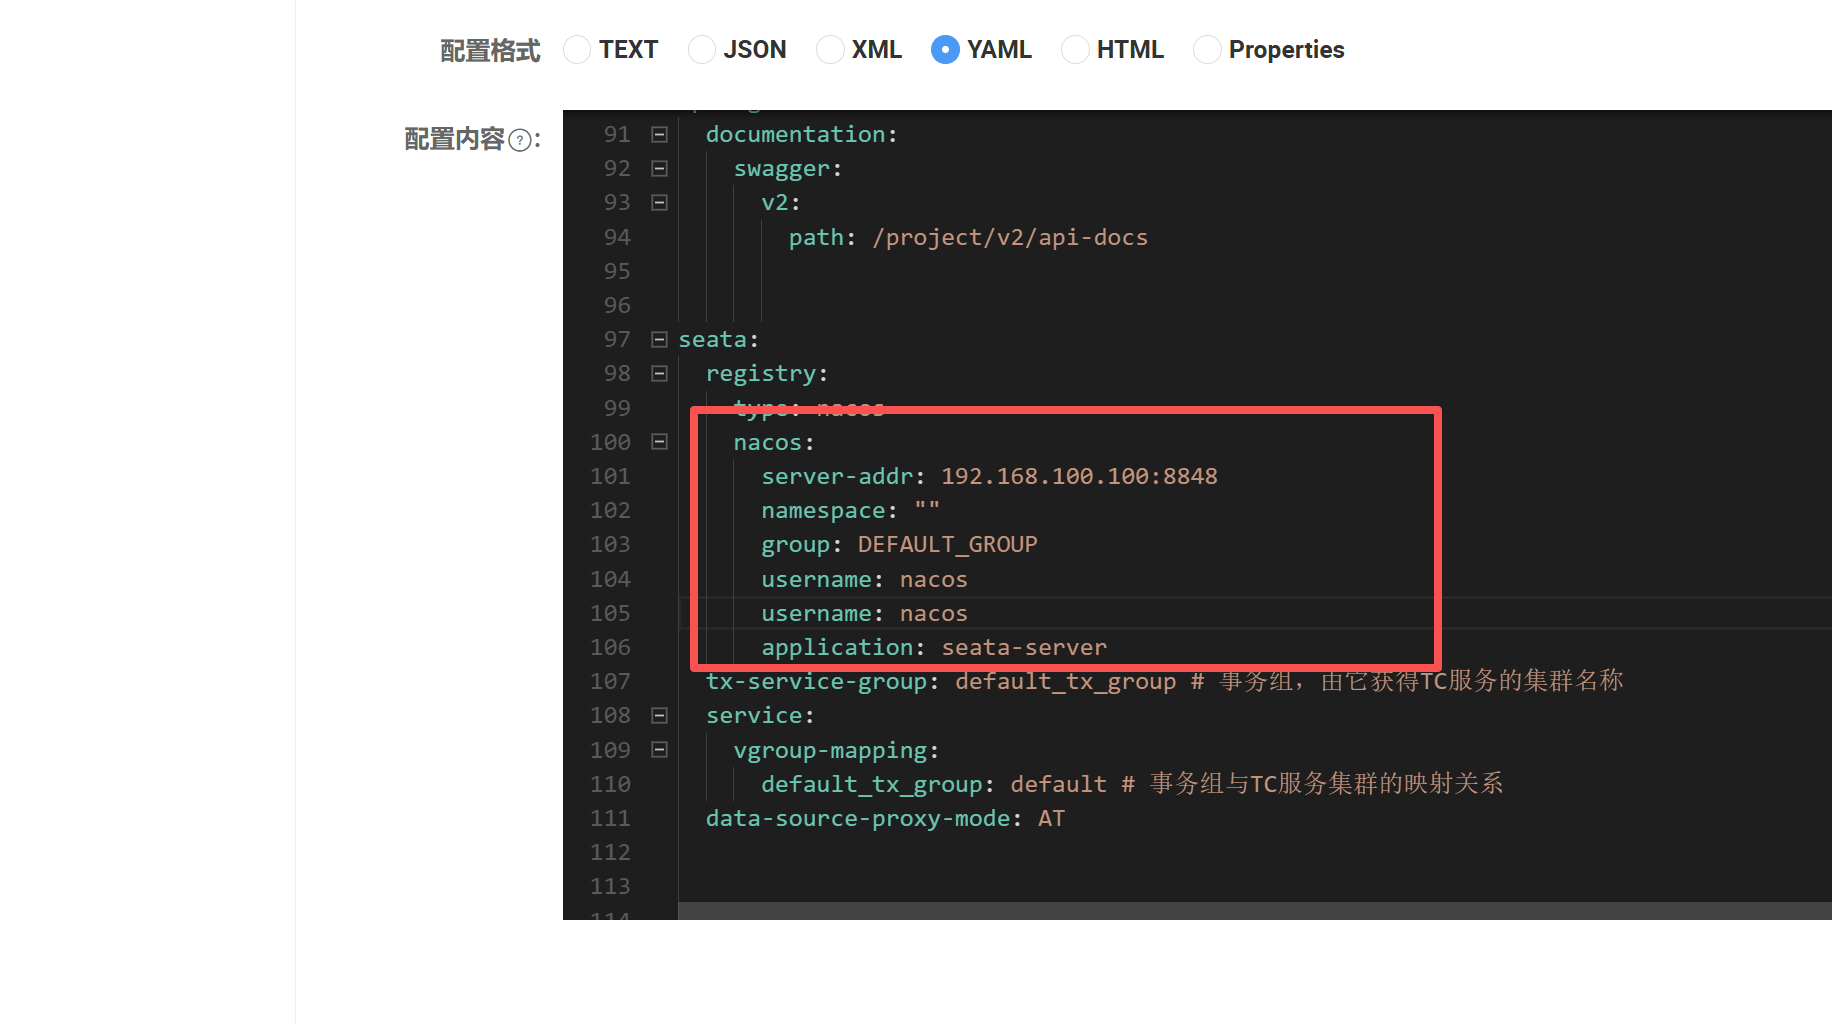 配置格式 TEXT JSON XML YAML HTML Properties
配置内容?:
91 documentation:
92 swagger:
93 v2:
94 path: /project/v2/api-docs
95
96
97 seata:
98 registry:
99 type: nacos
100 nacos:
101 server-addr: 192.168.100.100:8848
102 namespace: ""
103 group: DEFAULT_GROUP
104 username: nacos
105 username: nacos
106 application: seata-server
107 tx-service-group: default_tx_group # 事务组，由它获得TC服务的集群名称
108 service:
109 vgroup-mapping:
110 default_tx_group: default # 事务组与TC服务集群的映射关系
111 data-source-proxy-mode: AT
112
113
114